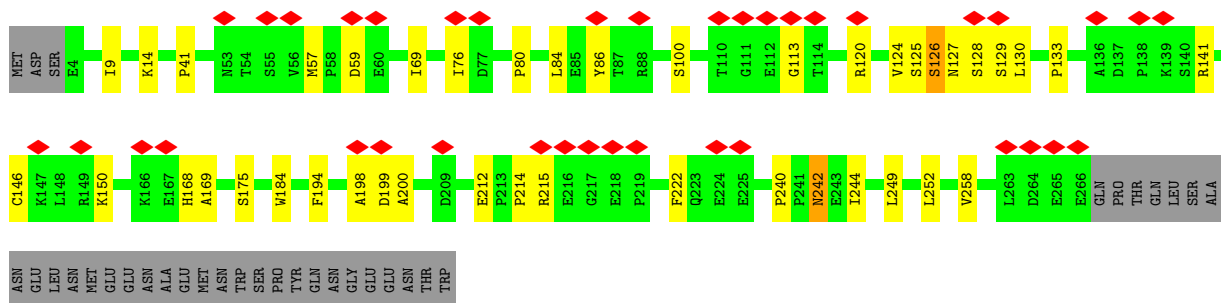 MET ASP SER E4 I9 K14 P41 N53 T54 S55 V56 M57 P58 D59 E60 I69 I76 D77 P80 L84 E85 Y86 T87 R88 S100 T110 G111 E112 G113 T114 R120 V124 S125 S126 N127 S128 S129 L130 P133 A136 D137 P138 K139 S140 R141
C146 K147 L148 R149 K150 K166 E167 H168 A169 S175 W184 F194 A198 D199 A200 D209 E212 P213 P214 R215 E216 G217 E218 P219 F222 Q223 E224 E225 P240 P241 N242 E243 I244 L249 L252 V258 L263 D264 E265 E266 GLN PRO THR GLN LEU SER ALA
ASN GLU LEU ASN MET GLU GLU ASN ALA GLU MET ASN TRP SER PRO TYR GLN ASN GLY GLU GLU ASN THR TRP